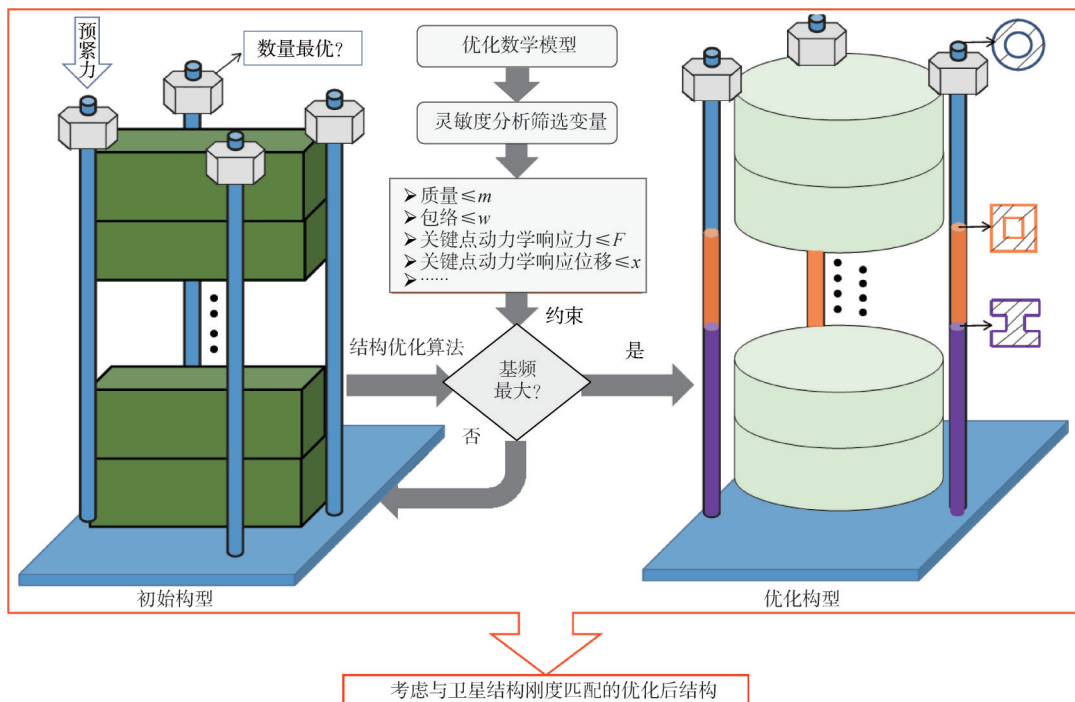 预紧力
数量最优?
优化数学模型
灵敏度分析筛选变量
➢质量≤m
➢包络≤w
➢关键点动力学响应力≤F
➢关键点动力学响应位移≤x
➢……
约束
结构优化算法
基频
最大?
是
否
初始构型
优化构型
考虑与卫星结构刚度匹配的优化后结构